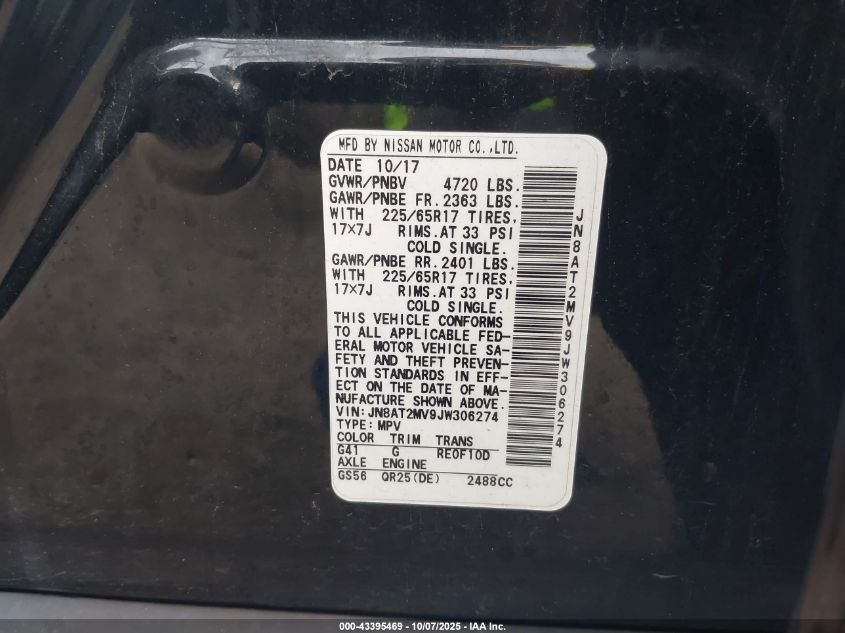 MFD BY NISSAN MOTOR CO.,LTD.
DATE 10/17
GVWR/PNBV 4720 LBS.
GAWR/PNBE FR.2363 LBS.
WITH 225/65R17 TIRES,
17×7J RIMS.AT 33 PSI
COLD SINGLE.
GAWR/PNBE RR.2401 LBS.
WITH 225/65R17 TIRES,
17×7J RIMS.AT 33 PSI
COLD SINGLE.
THIS VEHICLE CONFORMS
TO ALL APPLICABLE FED-
ERAL MOTOR VEHICLE SA-
FETY AND THEFT PREVEN-
TION STANDARDS IN EFF-
ECT ON THE DATE OF MA-
NUFACTURE SHOWN ABOVE.
VIN:JN8AT2MV9JW306274
TYPE:MPV
COLOR TRIM TRANS
G41 G RE0F10D
AXLE ENGINE
GS56 QR25(DE) 2488CC
JN8AT2MV9JW306274
000-43395469 - 10/07/2025 - IAA Inc.